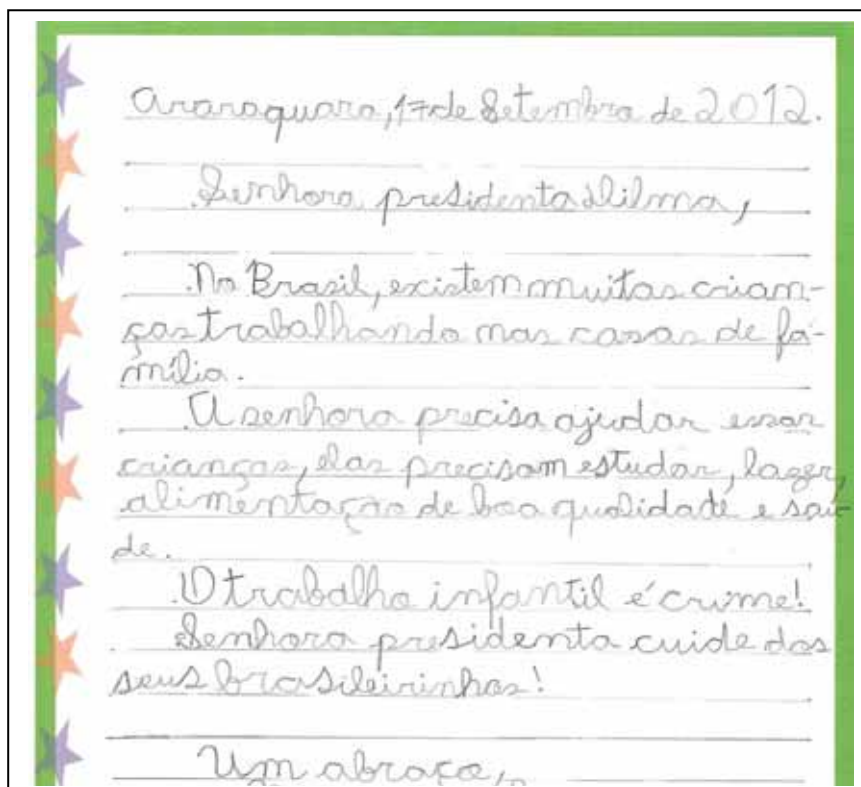 Araraquara, 17 de Setembro de 2012.
Senhora presidenta Dilma,
No Brasil, existem muitas crian-
ças trabalhando nas casas de fa-
mília.
A senhora precisa ajudar essas
crianças, elas precisam estudar, lazer,
alimentação de boa qualidade e saú-
de.
O trabalho infantil é crime!
Senhora presidenta cuide dos
seus brasileirinhos!
Um abraço,